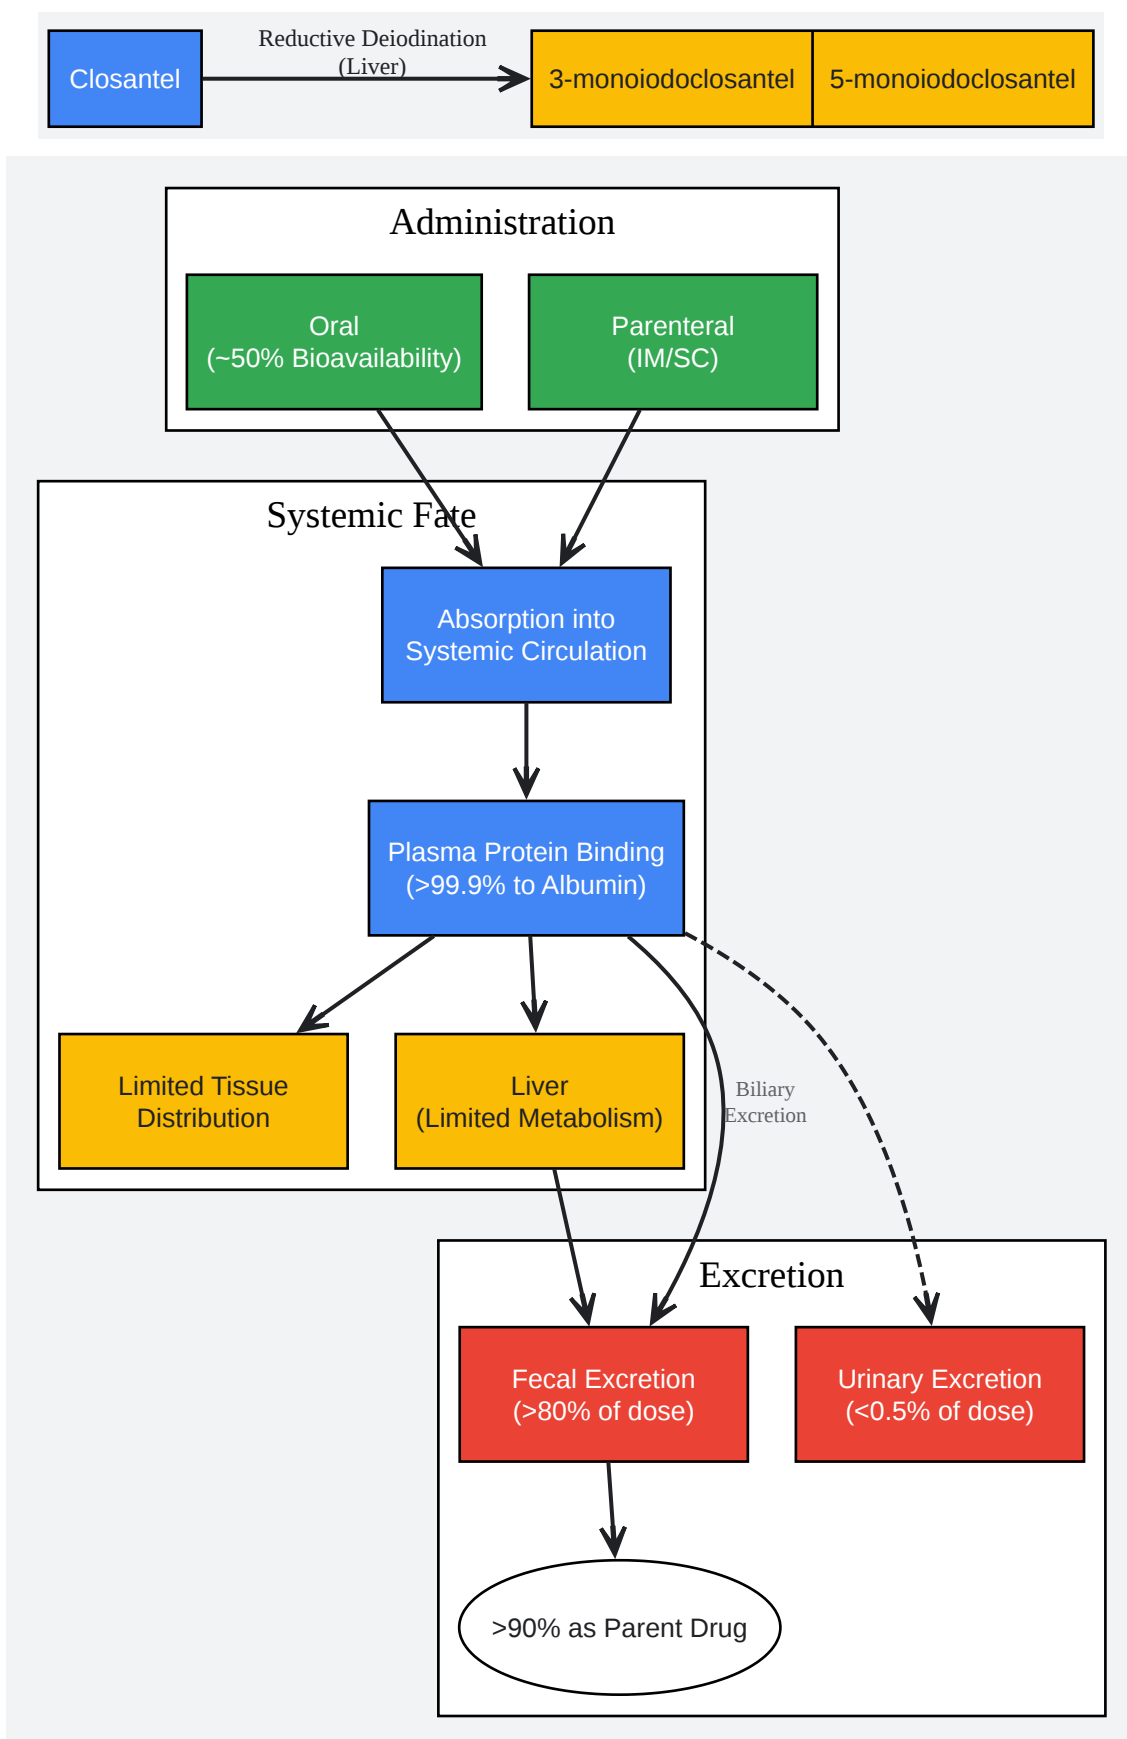 Reductive Deiodination
(Liver)
Closantel
3-monoiodoclosantel
5-monoiodoclosantel
Administration
Oral
(~50% Bioavailability)
Parenteral
(IM/SC)
Systemic Fate
Absorption into
Systemic Circulation
Plasma Protein Binding
(>99.9% to Albumin)
Limited Tissue
Distribution
Liver
(Limited Metabolism)
Biliary
Excretion
Excretion
Fecal Excretion
(>80% of dose)
Urinary Excretion
(<0.5% of dose)
>90% as Parent Drug